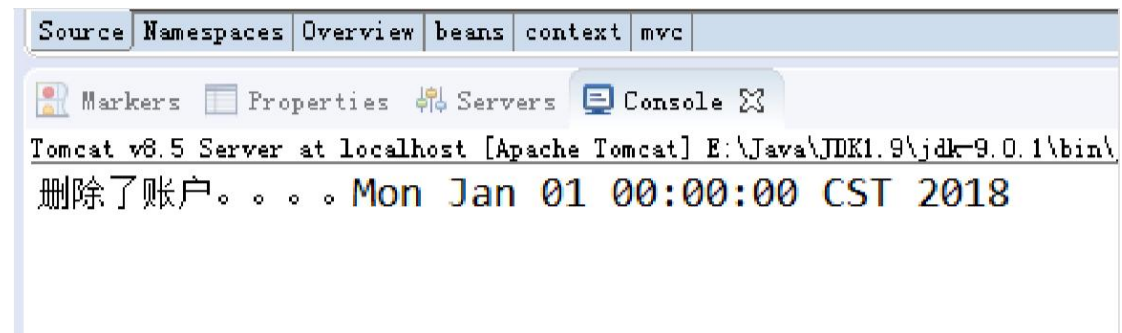 Source Namespaces Overview beans context mvc
Markers Properties Servers Console
Tomcat v8.5 Server at localhost [Apache Tomcat] E:\Java\JDK1.9\jdk-9.0.1\bin\
删除了账户。。。。Mon Jan 01 00:00:00 CST 2018